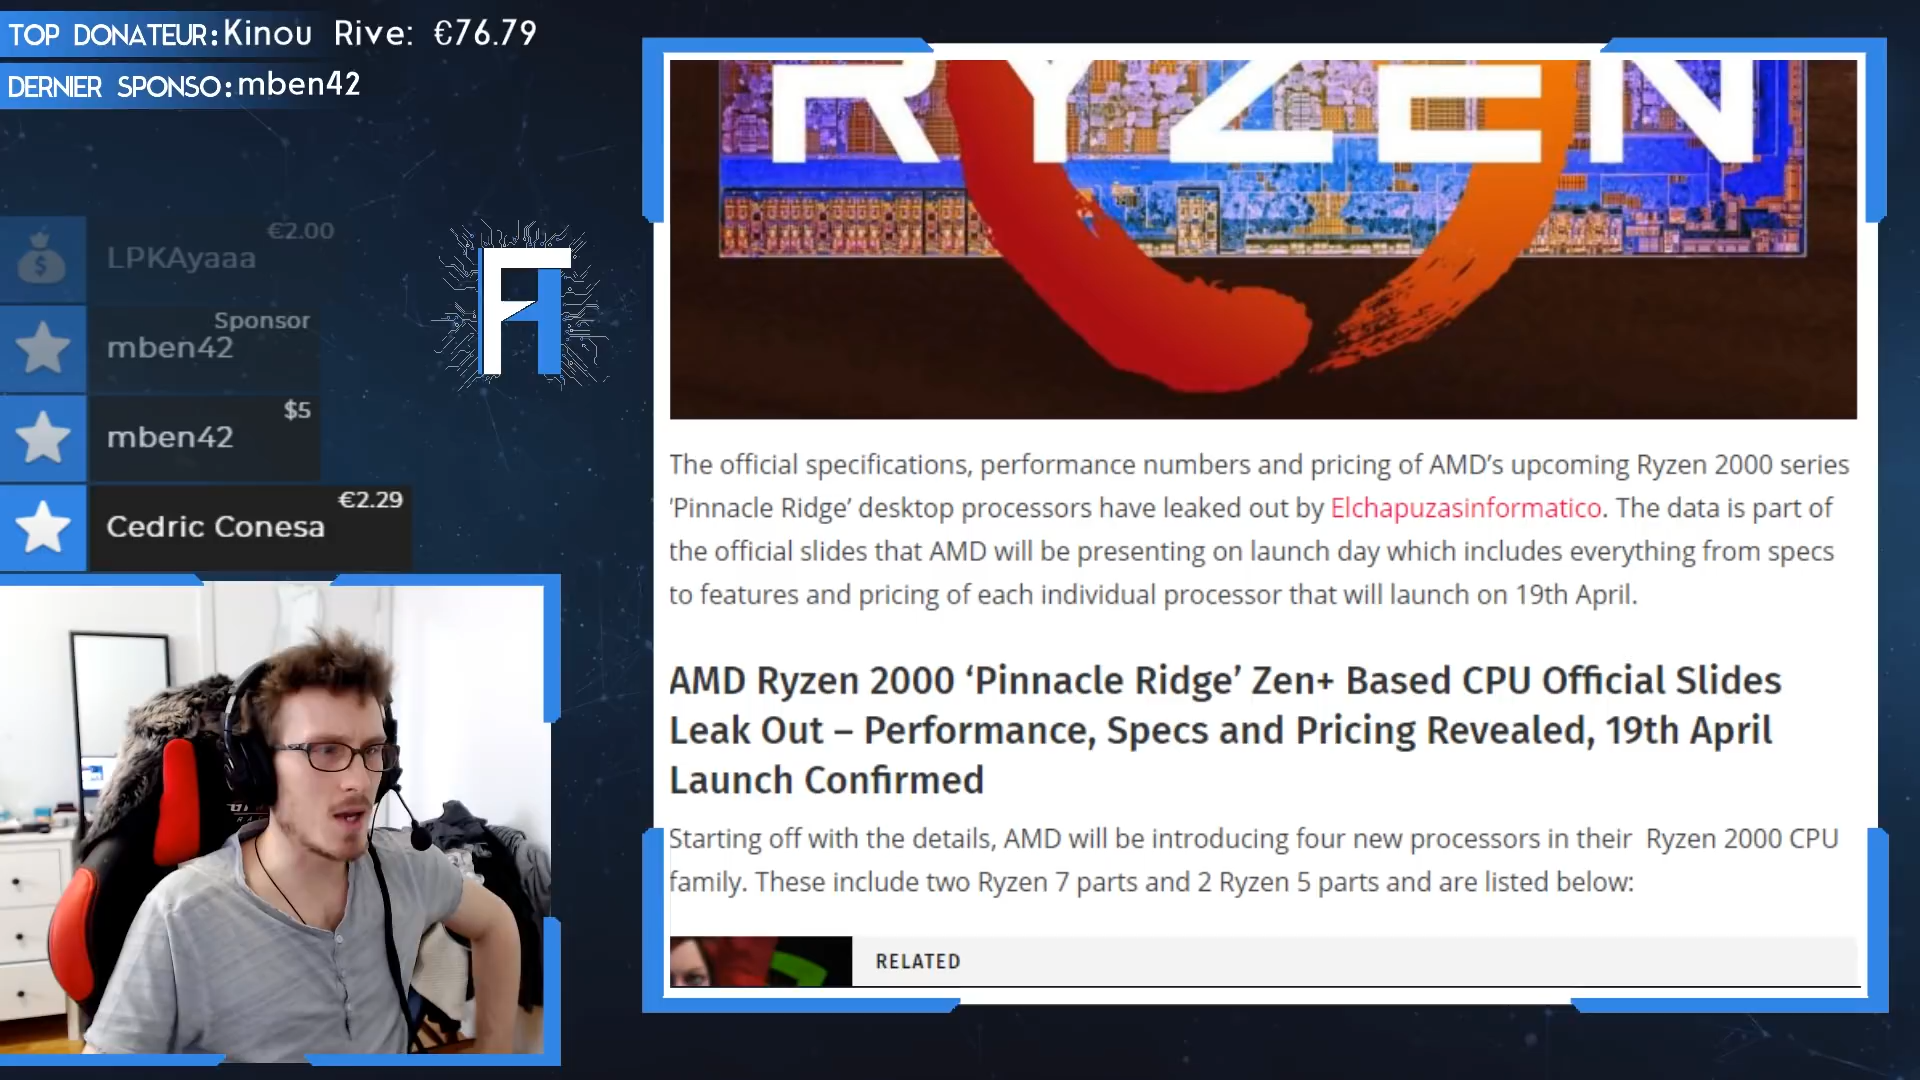 TOP DONATEUR:Kinou Rive: €76.79
DERNIER SPONSO:mben42
€2.00
LPKAyaaa
Sponsor
mben42
$5
mben42
€2.29
Cedric Conesa
RYZEN
The official specifications, performance numbers and pricing of AMD’s upcoming Ryzen 2000 series
‘Pinnacle Ridge’ desktop processors have leaked out by Elchapuzasinformatico. The data is part of
the official slides that AMD will be presenting on launch day which includes everything from specs
to features and pricing of each individual processor that will launch on 19th April.
AMD Ryzen 2000 ‘Pinnacle Ridge’ Zen+ Based CPU Official Slides
Leak Out – Performance, Specs and Pricing Revealed, 19th April
Launch Confirmed
Starting off with the details, AMD will be introducing four new processors in their Ryzen 2000 CPU
family. These include two Ryzen 7 parts and 2 Ryzen 5 parts and are listed below:
RELATED